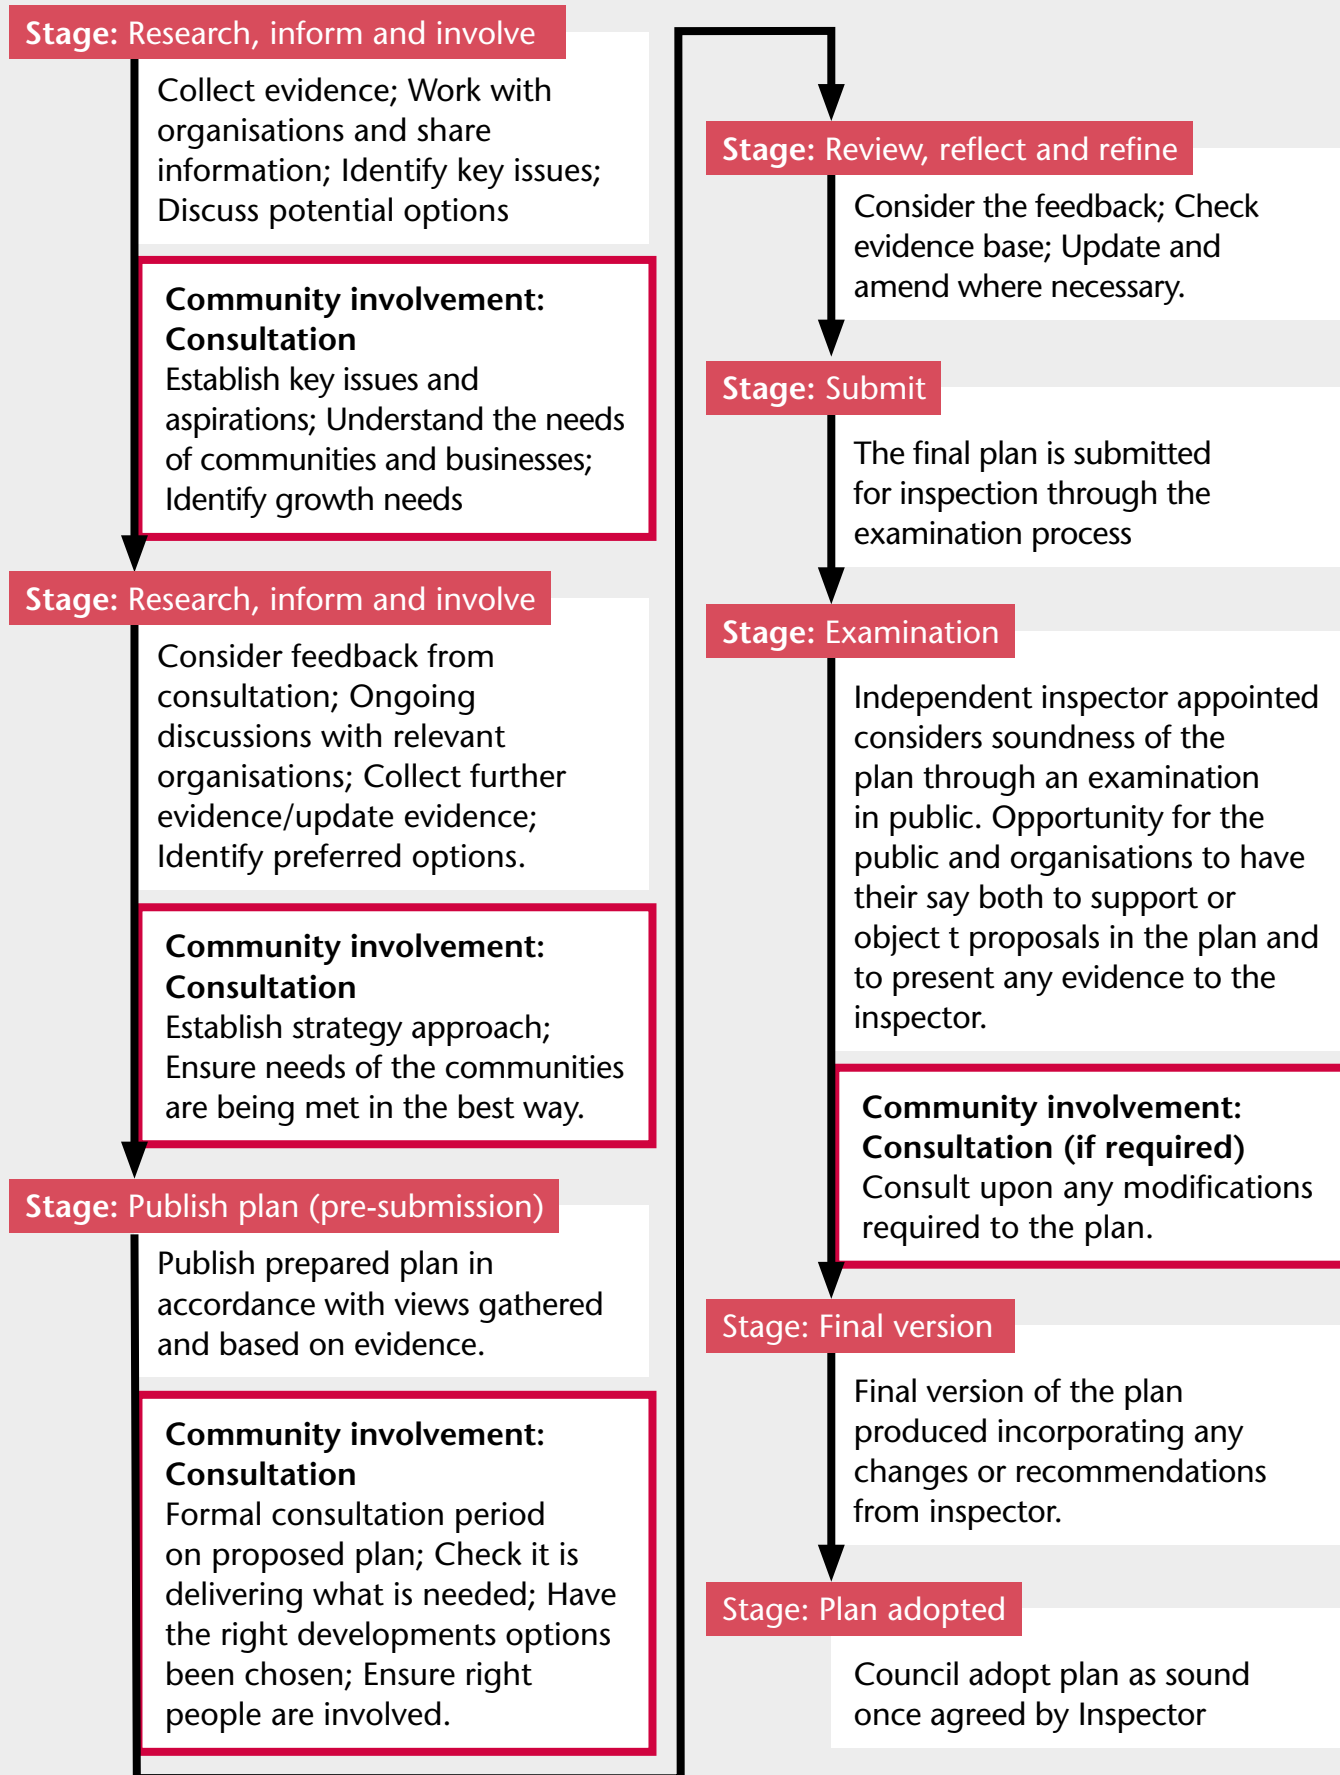 Stage: Research, inform and involve
Collect evidence; Work with
organisations and share
information; Identify key issues;
Discuss potential options
Community involvement:
Consultation
Establish key issues and
aspirations; Understand the needs
of communities and businesses;
Identify growth needs
Stage: Research, inform and involve
Consider feedback from
consultation; Ongoing
discussions with relevant
organisations; Collect further
evidence/update evidence;
Identify preferred options.
Community involvement:
Consultation
Establish strategy approach;
Ensure needs of the communities
are being met in the best way.
Stage: Publish plan (pre-submission)
Publish prepared plan in
accordance with views gathered
and based on evidence.
Community involvement:
Consultation
Formal consultation period
on proposed plan; Check it is
delivering what is needed; Have
the right developments options
been chosen; Ensure right
people are involved.
Stage: Review, reflect and refine
Consider the feedback; Check
evidence base; Update and
amend where necessary.
Stage: Submit
The final plan is submitted
for inspection through the
examination process
Stage: Examination
Independent inspector appointed
considers soundness of the
plan through an examination
in public. Opportunity for the
public and organisations to have
their say both to support or
object t proposals in the plan and
to present any evidence to the
inspector.
Community involvement:
Consultation (if required)
Consult upon any modifications
required to the plan.
Stage: Final version
Final version of the plan
produced incorporating any
changes or recommendations
from inspector.
Stage: Plan adopted
Council adopt plan as sound
once agreed by Inspector